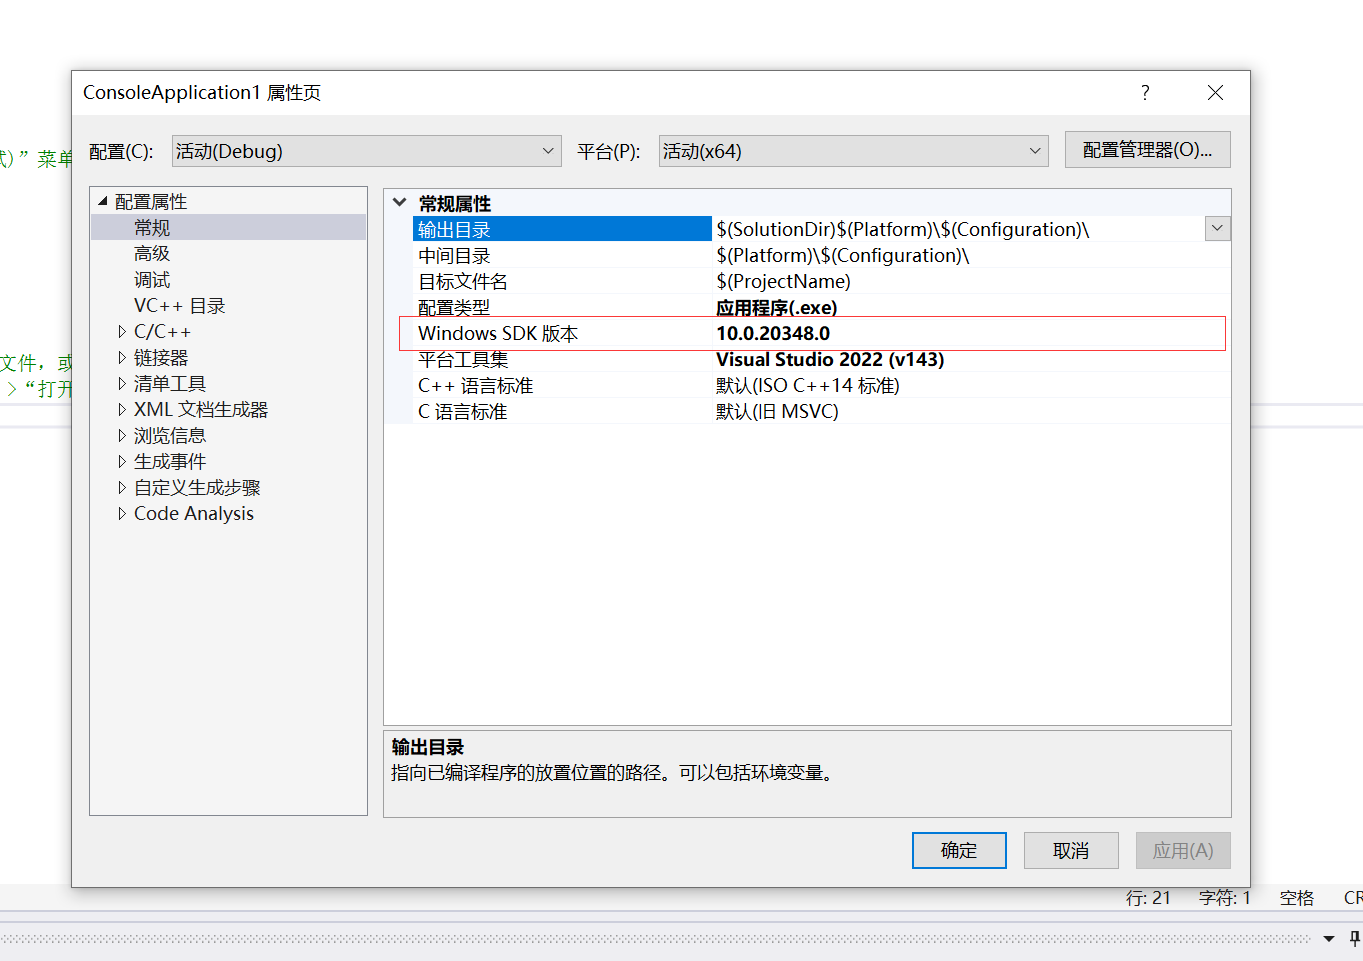 ConsoleApplication1 属性页
?
配置(C): 活动(Debug) 平台(P): 活动(x64) 配置管理器(O)...
式)”菜单
文件，或
>“打开
配置属性
常规
高级
调试
VC++ 目录
C/C++
链接器
清单工具
XML 文档生成器
浏览信息
生成事件
自定义生成步骤
Code Analysis
常规属性
输出目录 $(SolutionDir)$(Platform)\$(Configuration)\
中间目录 $(Platform)\$(Configuration)\
目标文件名 $(ProjectName)
配置类型 应用程序(.exe)
Windows SDK 版本 10.0.20348.0
平台工具集 Visual Studio 2022 (v143)
C++ 语言标准 默认(ISO C++14 标准)
C 语言标准 默认(旧 MSVC)
输出目录
指向已编译程序的放置位置的路径。可以包括环境变量。
确定 取消 应用(A)
行: 21 字符: 1 空格 CR